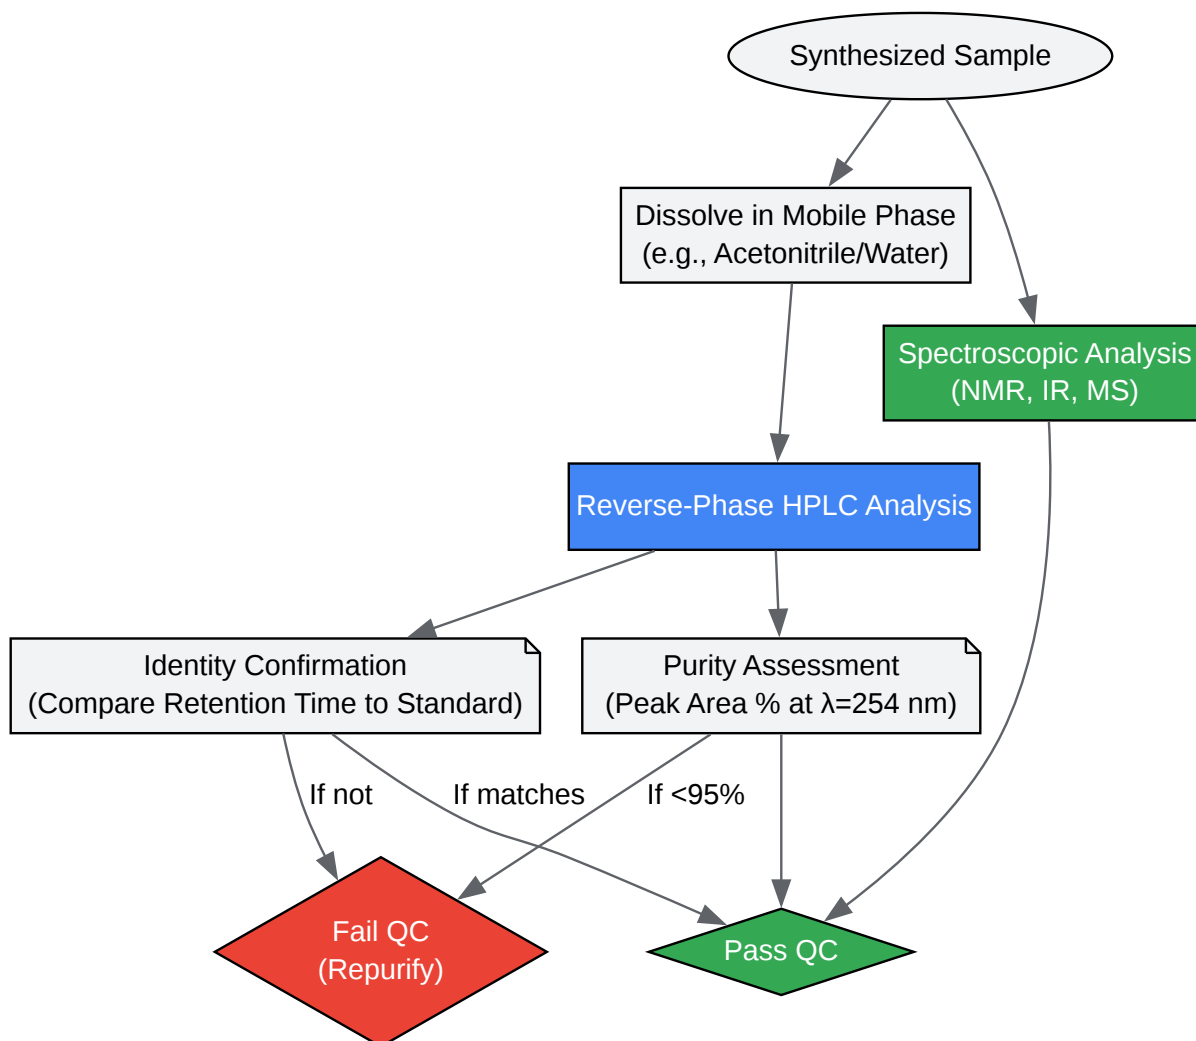 Synthesized Sample
Dissolve in Mobile Phase
(e.g., Acetonitrile/Water)
Spectroscopic Analysis
(NMR, IR, MS)
Reverse-Phase HPLC Analysis
Identity Confirmation
(Compare Retention Time to Standard)
Purity Assessment
(Peak Area % at λ=254 nm)
If not
If matches
If <95%
Fail QC
(Repurify)
Pass QC